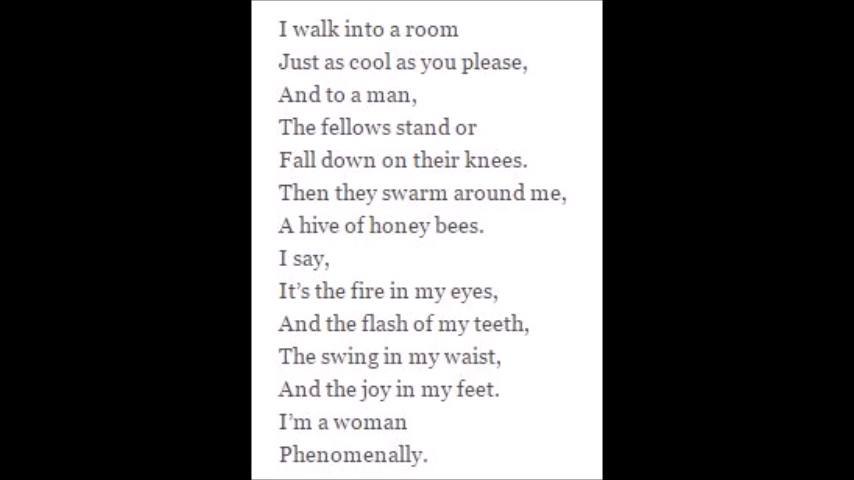 I walk into a room
Just as cool as you please,
And to a man,
The fellows stand or
Fall down on their knees.
Then they swarm around me,
A hive of honey bees.
I say,
It’s the fire in my eyes,
And the flash of my teeth,
The swing in my waist,
And the joy in my feet.
I’m a woman
Phenomenally.